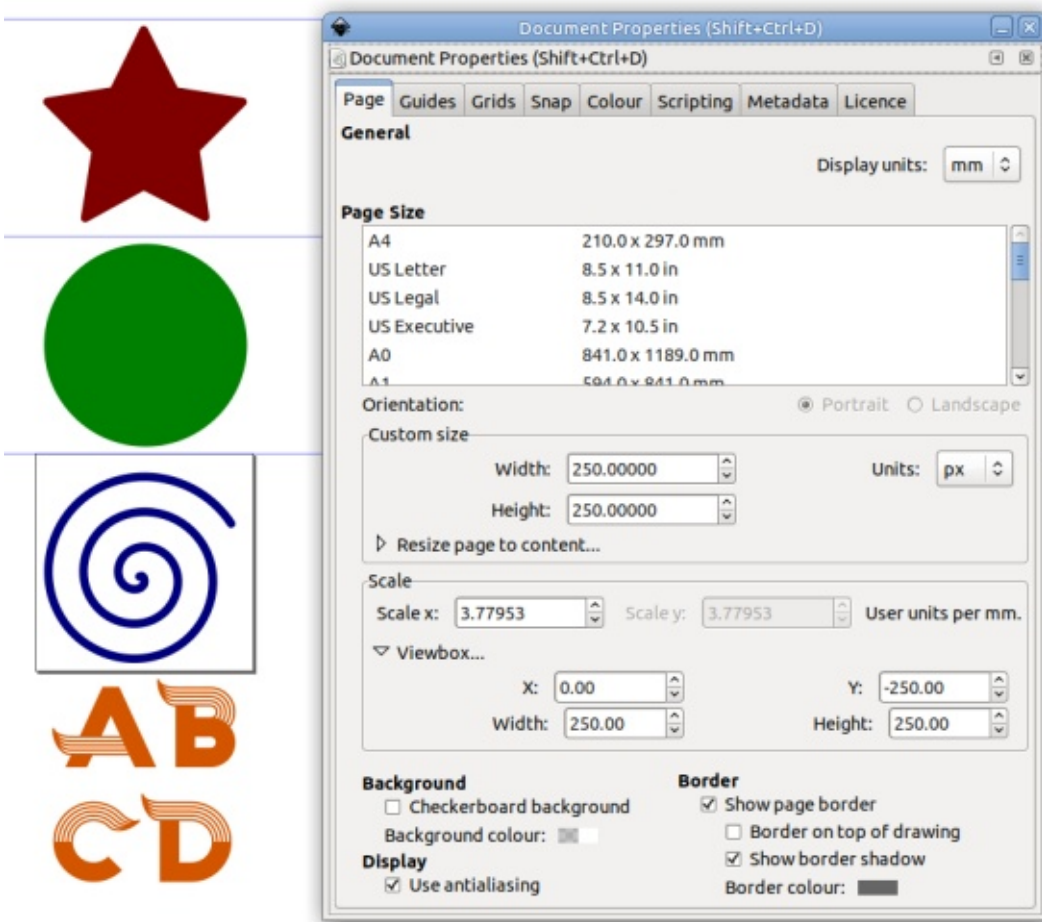 Document Properties (Shift+Ctrl+D)
Document Properties (Shift+Ctrl+D)
Page Guides Grids Snap Colour Scripting Metadata Licence
General
Display units: mm
Page Size
A4 210.0 x 297.0 mm
US Letter 8.5 x 11.0 in
US Legal 8.5 x 14.0 in
US Executive 7.2 x 10.5 in
A0 841.0 x 1189.0 mm
A1 594.0 x 841.0 mm
Orientation: Portrait Landscape
Custom size
Width: 250.00000 Units: px
Height: 250.00000
Resize page to content...
Scale
Scale x: 3.77953 Scale y: 3.77953 User units per mm.
Viewbox...
X: 0.00 Y: -250.00
Width: 250.00 Height: 250.00
Background Border
Checkerboard background Show page border
Background colour: Border on top of drawing
Display Show border shadow
Use antialiasing Border colour:
AB
CD